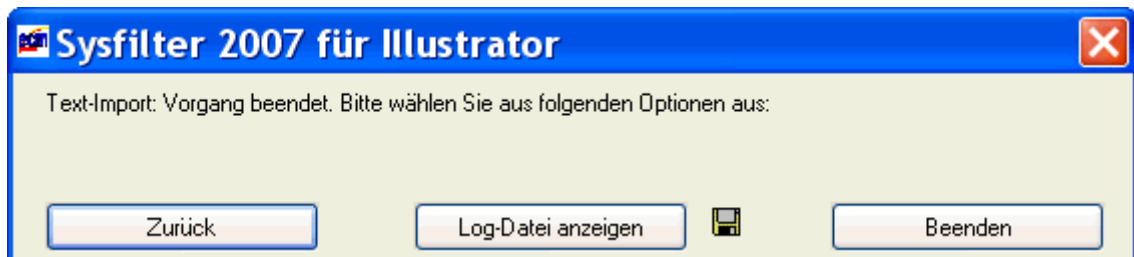 Sysfilter 2007 für Illustrator
Text-Import: Vorgang beendet. Bitte wählen Sie aus folgenden Optionen aus:
Zurück Log-Datei anzeigen Beenden